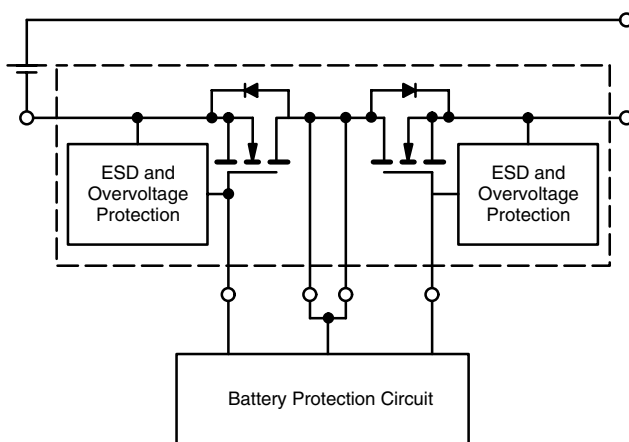 ESD and
Overvoltage
Protection
ESD and
Overvoltage
Protection
Battery Protection Circuit